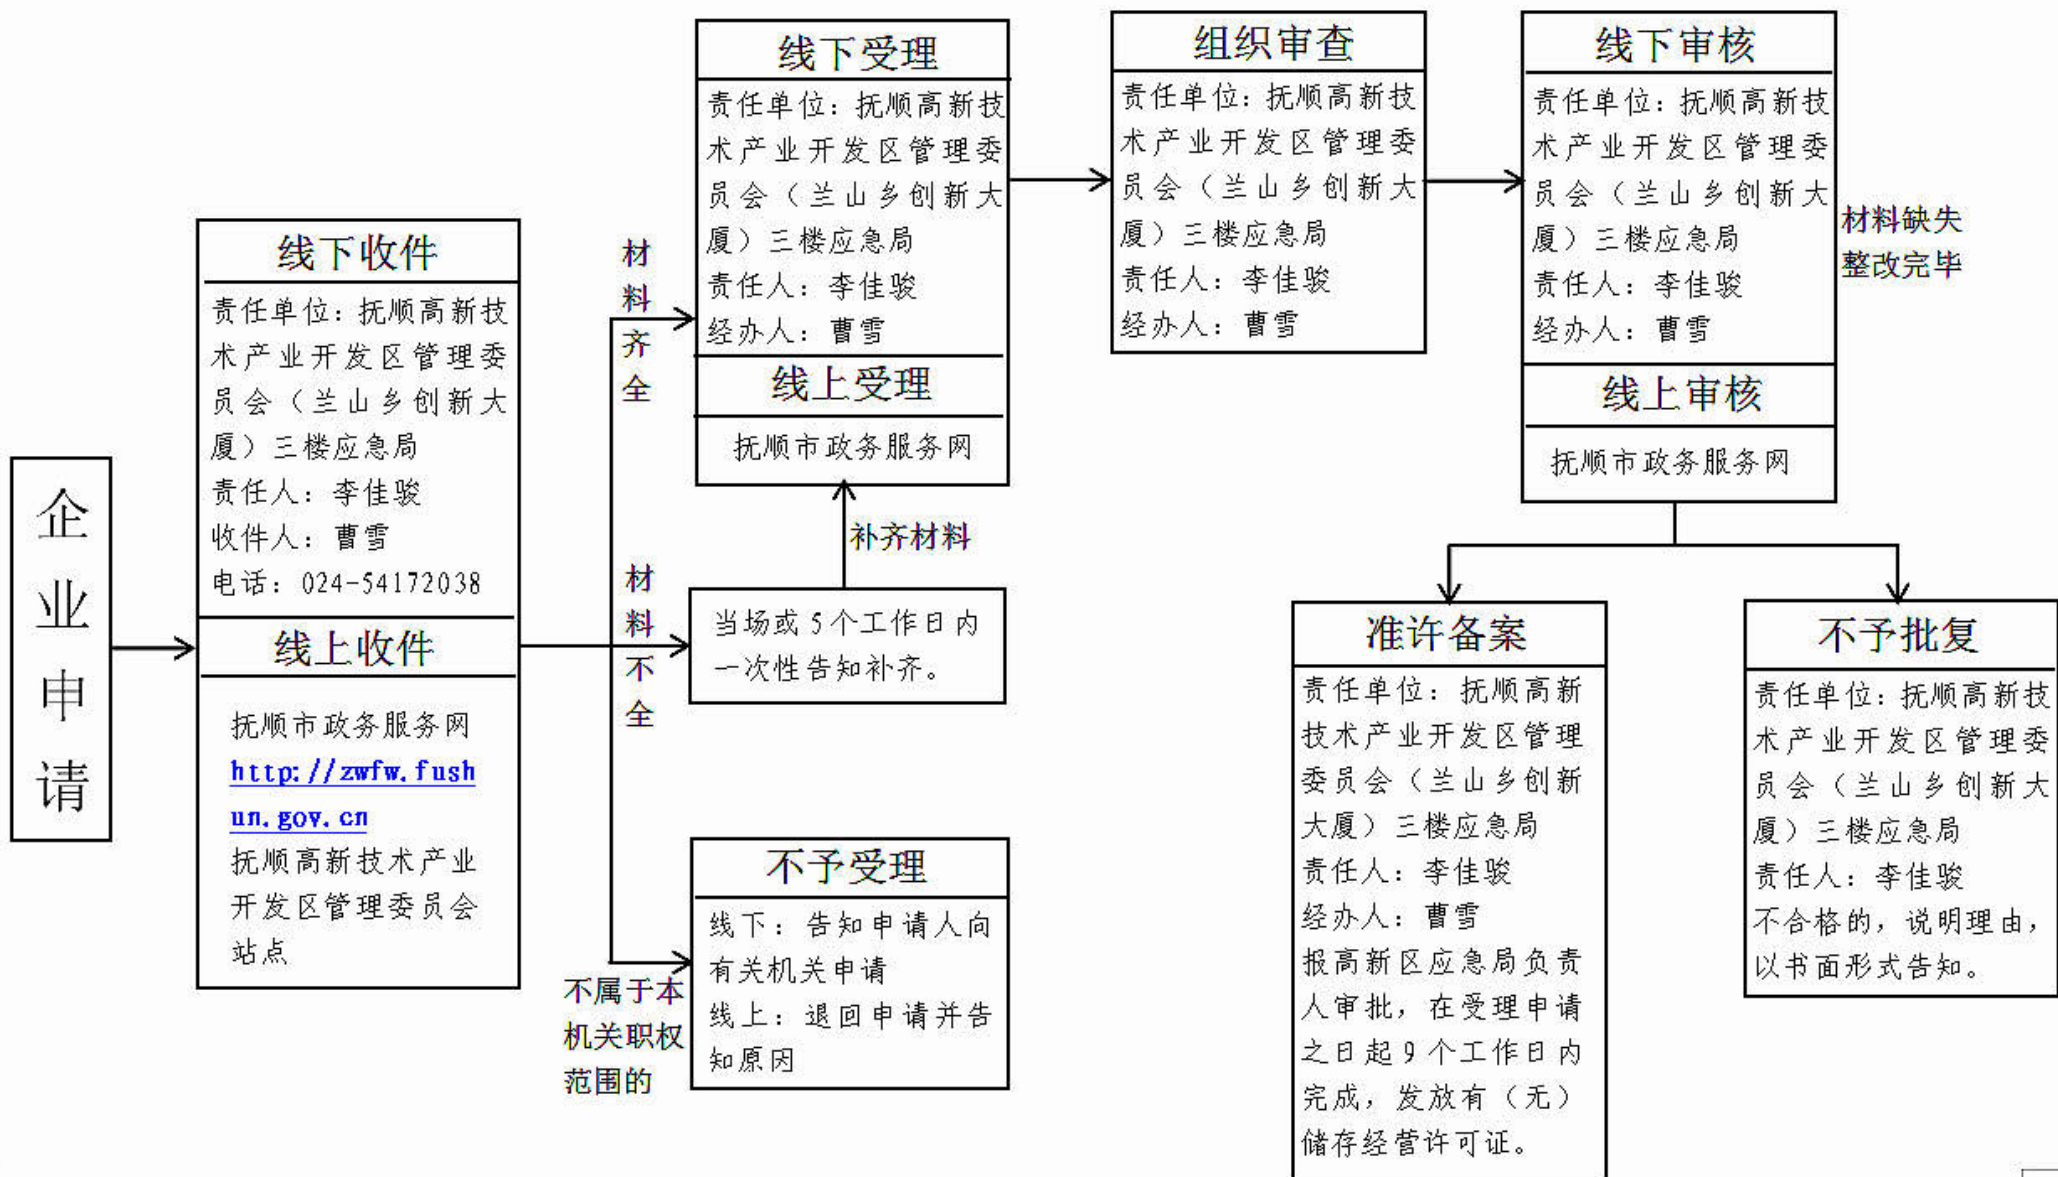 企
业
申
请
线下收件
责任单位：抚顺高新技
术产业开发区管理委
员会（兰山乡创新大
厦）三楼应急局
责任人：李佳骏
收件人：曹雪
电话：024-54172038
线上收件
抚顺市政务服务网
http://zwfw.fush
un.gov.cn
抚顺高新技术产业
开发区管理委员会
站点
材
料
齐
全
材
料
不
全
不属于本
机关职权
范围的
线下受理
责任单位：抚顺高新技
术产业开发区管理委
员会（兰山乡创新大
厦）三楼应急局
责任人：李佳骏
经办人：曹雪
线上受理
抚顺市政务服务网
补齐材料
当场或5个工作日内
一次性告知补齐。
不予受理
线下：告知申请人向
有关机关申请
线上：退回申请并告
知原因
组织审查
责任单位：抚顺高新技
术产业开发区管理委
员会（兰山乡创新大
厦）三楼应急局
责任人：李佳骏
经办人：曹雪
线下审核
责任单位：抚顺高新技
术产业开发区管理委
员会（兰山乡创新大
厦）三楼应急局
责任人：李佳骏
经办人：曹雪
线上审核
抚顺市政务服务网
材料缺失
整改完毕
准许备案
责任单位：抚顺高新
技术产业开发区管理
委员会（兰山乡创新
大厦）三楼应急局
责任人：李佳骏
经办人：曹雪
报高新区应急局负责
人审批，在受理申请
之日起9个工作日内
完成，发放有（无）
储存经营许可证。
不予批复
责任单位：抚顺高新技
术产业开发区管理委
员会（兰山乡创新大
厦）三楼应急局
责任人：李佳骏
不合格的，说明理由，
以书面形式告知。